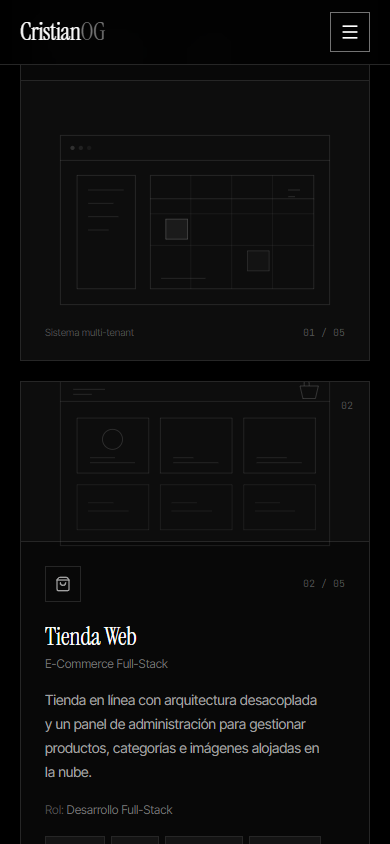 CristianOG
Sistema multi-tenant
01 / 05
02
02 / 05
Tienda Web
E-Commerce Full-Stack
Tienda en línea con arquitectura desacoplada
y un panel de administración para gestionar
productos, categorías e imágenes alojadas en
la nube.
Rol: Desarrollo Full-Stack